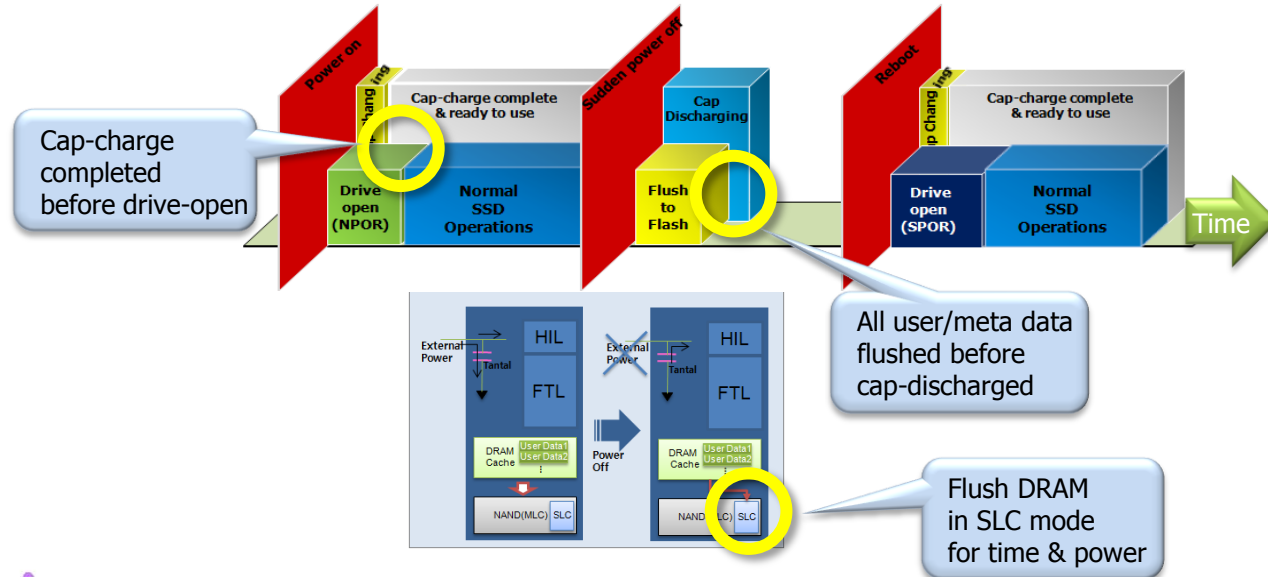 Power on
ing
hang
Cap-charge complete
& ready to use
Drive
open
(NPOR)
Normal
SSD
Operations
Cap-charge
completed
before drive-open
Sudden power off
Cap
Discharging
Flush
to
Flash
Reboot
ing
p Chang
Cap-charge complete
& ready to use
Drive
open
(SPOR)
Normal
SSD
Operations
Time
All user/meta data
flushed before
cap-discharged
External
Power
Tantal
HIL
FTL
DRAM
Cache
User Data1
User Data2
⋮
NAND(MLC)
SLC
Power
Off
External
Power
Tantal
HIL
FTL
DRAM
Cache
User Data1
User Data2
⋮
NAND( LC)
SLC
Flush DRAM
in SLC mode
for time & power